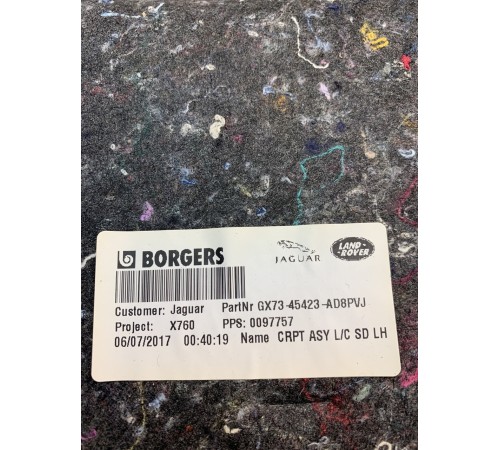 BORGERS
JAGUAR
LAND-
ROVER
Customer: Jaguar PartNr GX73-45423-AD8PVJ
Project: X760 PPS: 0097757
06/07/2017 00:40:19 Name CRPT ASY L/C SD LH